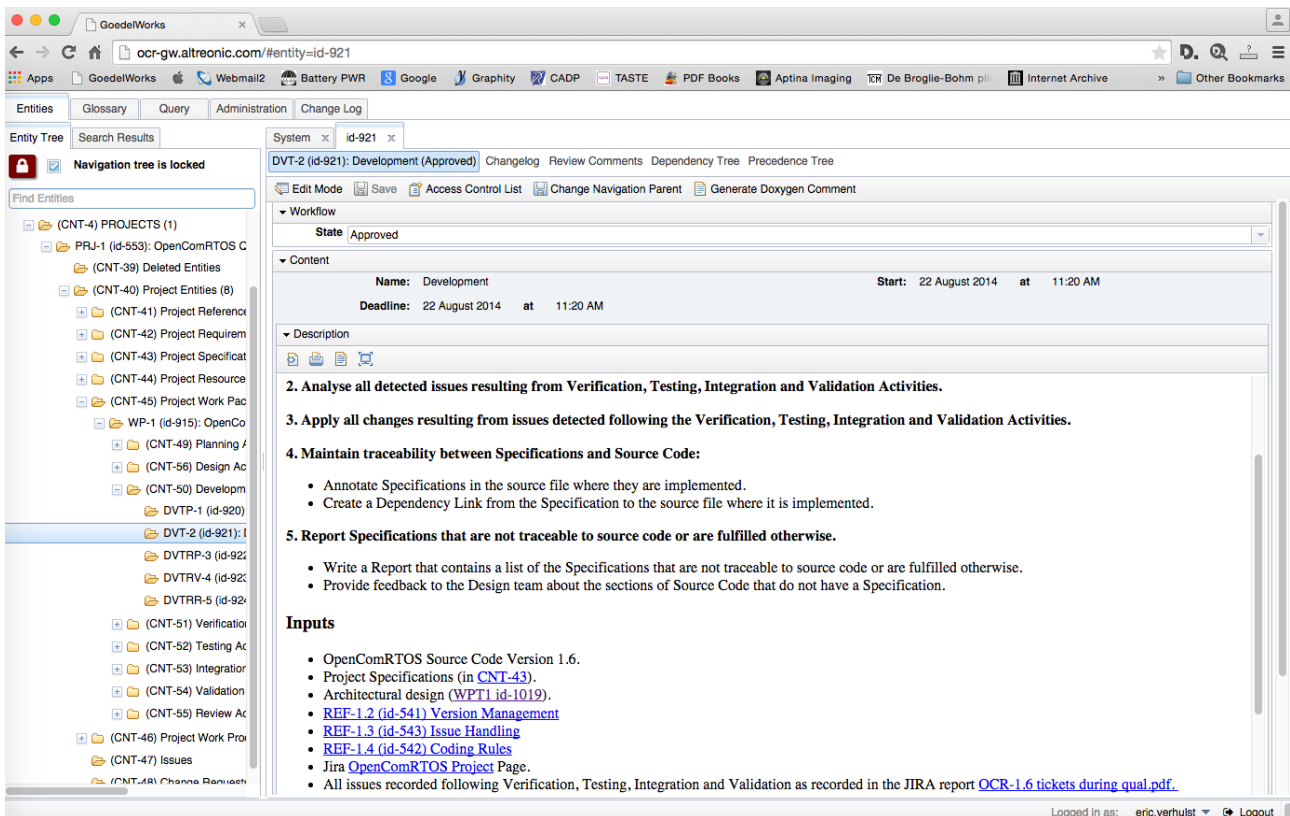 GoedelWorks
ocr-gw.altreonic.com/#entity=id-921
Apps GoedelWorks Webmail2 Battery PWR Google Graphity CADP TASTE PDF Books Aptina Imaging De Broglie-Bohm pil Internet Archive » Other Bookmarks
Entities Glossary Query Administration Change Log
Entity Tree Search Results
System x id-921 x
Navigation tree is locked
DVT-2 (id-921): Development (Approved) Changelog Review Comments Dependency Tree Precedence Tree
Find Entities
Edit Mode Save Access Control List Change Navigation Parent Generate Doxygen Comment
(CNT-4) PROJECTS (1)
PRJ-1 (id-553): OpenComRTOS Q
(CNT-39) Deleted Entities
(CNT-40) Project Entities (8)
(CNT-41) Project Reference
(CNT-42) Project Requirem
(CNT-43) Project Specificat
(CNT-44) Project Resource
(CNT-45) Project Work Pac
WP-1 (id-915): OpenCo
(CNT-49) Planning A
(CNT-56) Design Ac
(CNT-50) Developm
DVTP-1 (id-920)
DVT-2 (id-921): D
DVTRP-3 (id-922
DVTRV-4 (id-923
DVTRR-5 (id-924
(CNT-51) Verification
(CNT-52) Testing Ac
(CNT-53) Integration
(CNT-54) Validation
(CNT-55) Review Ac
(CNT-46) Project Work Prod
(CNT-47) Issues
(CNT-48) Change Requests
Workflow
State Approved
Content
Name: Development Start: 22 August 2014 at 11:20 AM
Deadline: 22 August 2014 at 11:20 AM
Description
2. Analyse all detected issues resulting from Verification, Testing, Integration and Validation Activities.
3. Apply all changes resulting from issues detected following the Verification, Testing, Integration and Validation Activities.
4. Maintain traceability between Specifications and Source Code:
• Annotate Specifications in the source file where they are implemented.
• Create a Dependency Link from the Specification to the source file where it is implemented.
5. Report Specifications that are not traceable to source code or are fulfilled otherwise.
• Write a Report that contains a list of the Specifications that are not traceable to source code or are fulfilled otherwise.
• Provide feedback to the Design team about the sections of Source Code that do not have a Specification.
Inputs
• OpenComRTOS Source Code Version 1.6.
• Project Specifications (in CNT-43).
• Architectural design (WPT1 id-1019).
• REF-1.2 (id-541) Version Management
• REF-1.3 (id-543) Issue Handling
• REF-1.4 (id-542) Coding Rules
• Jira OpenComRTOS Project Page.
• All issues recorded following Verification, Testing, Integration and Validation as recorded in the JIRA report OCR-1.6 tickets during qual.pdf.
Logged in as: eric.verhulst Logout